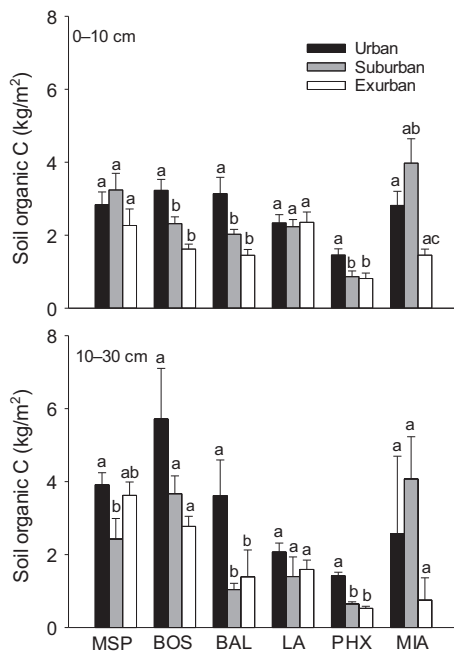 8
0–10 cm
Urban
Suburban
Exurban
6
Soil organic C (kg/m²)
4
2
0
a a a
a b b
a b b
a a a
a b b
a ab ac
8
10–30 cm
6
Soil organic C (kg/m²)
4
2
0
a b ab
a a a
a b b
a a a
a b b
a a a
MSP BOS BAL LA PHX MIA